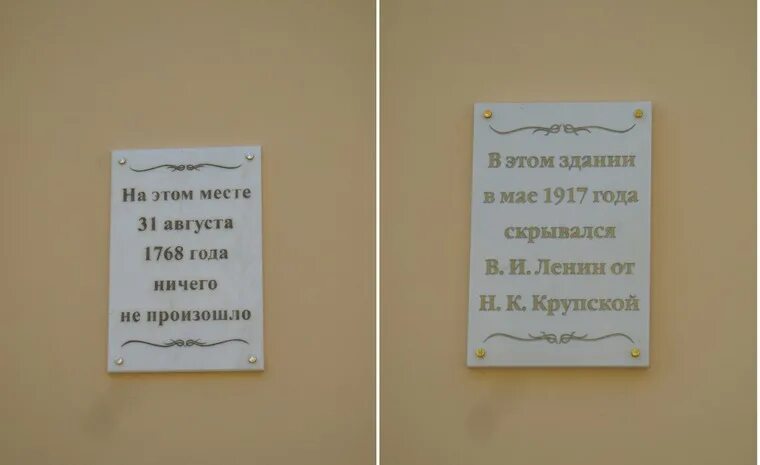 На этом месте
31 августа
1768 года
ничего
не произошло
В этом здании
в мае 1917 года
скрывался
В. И. Ленин от
Н. К. Крупской